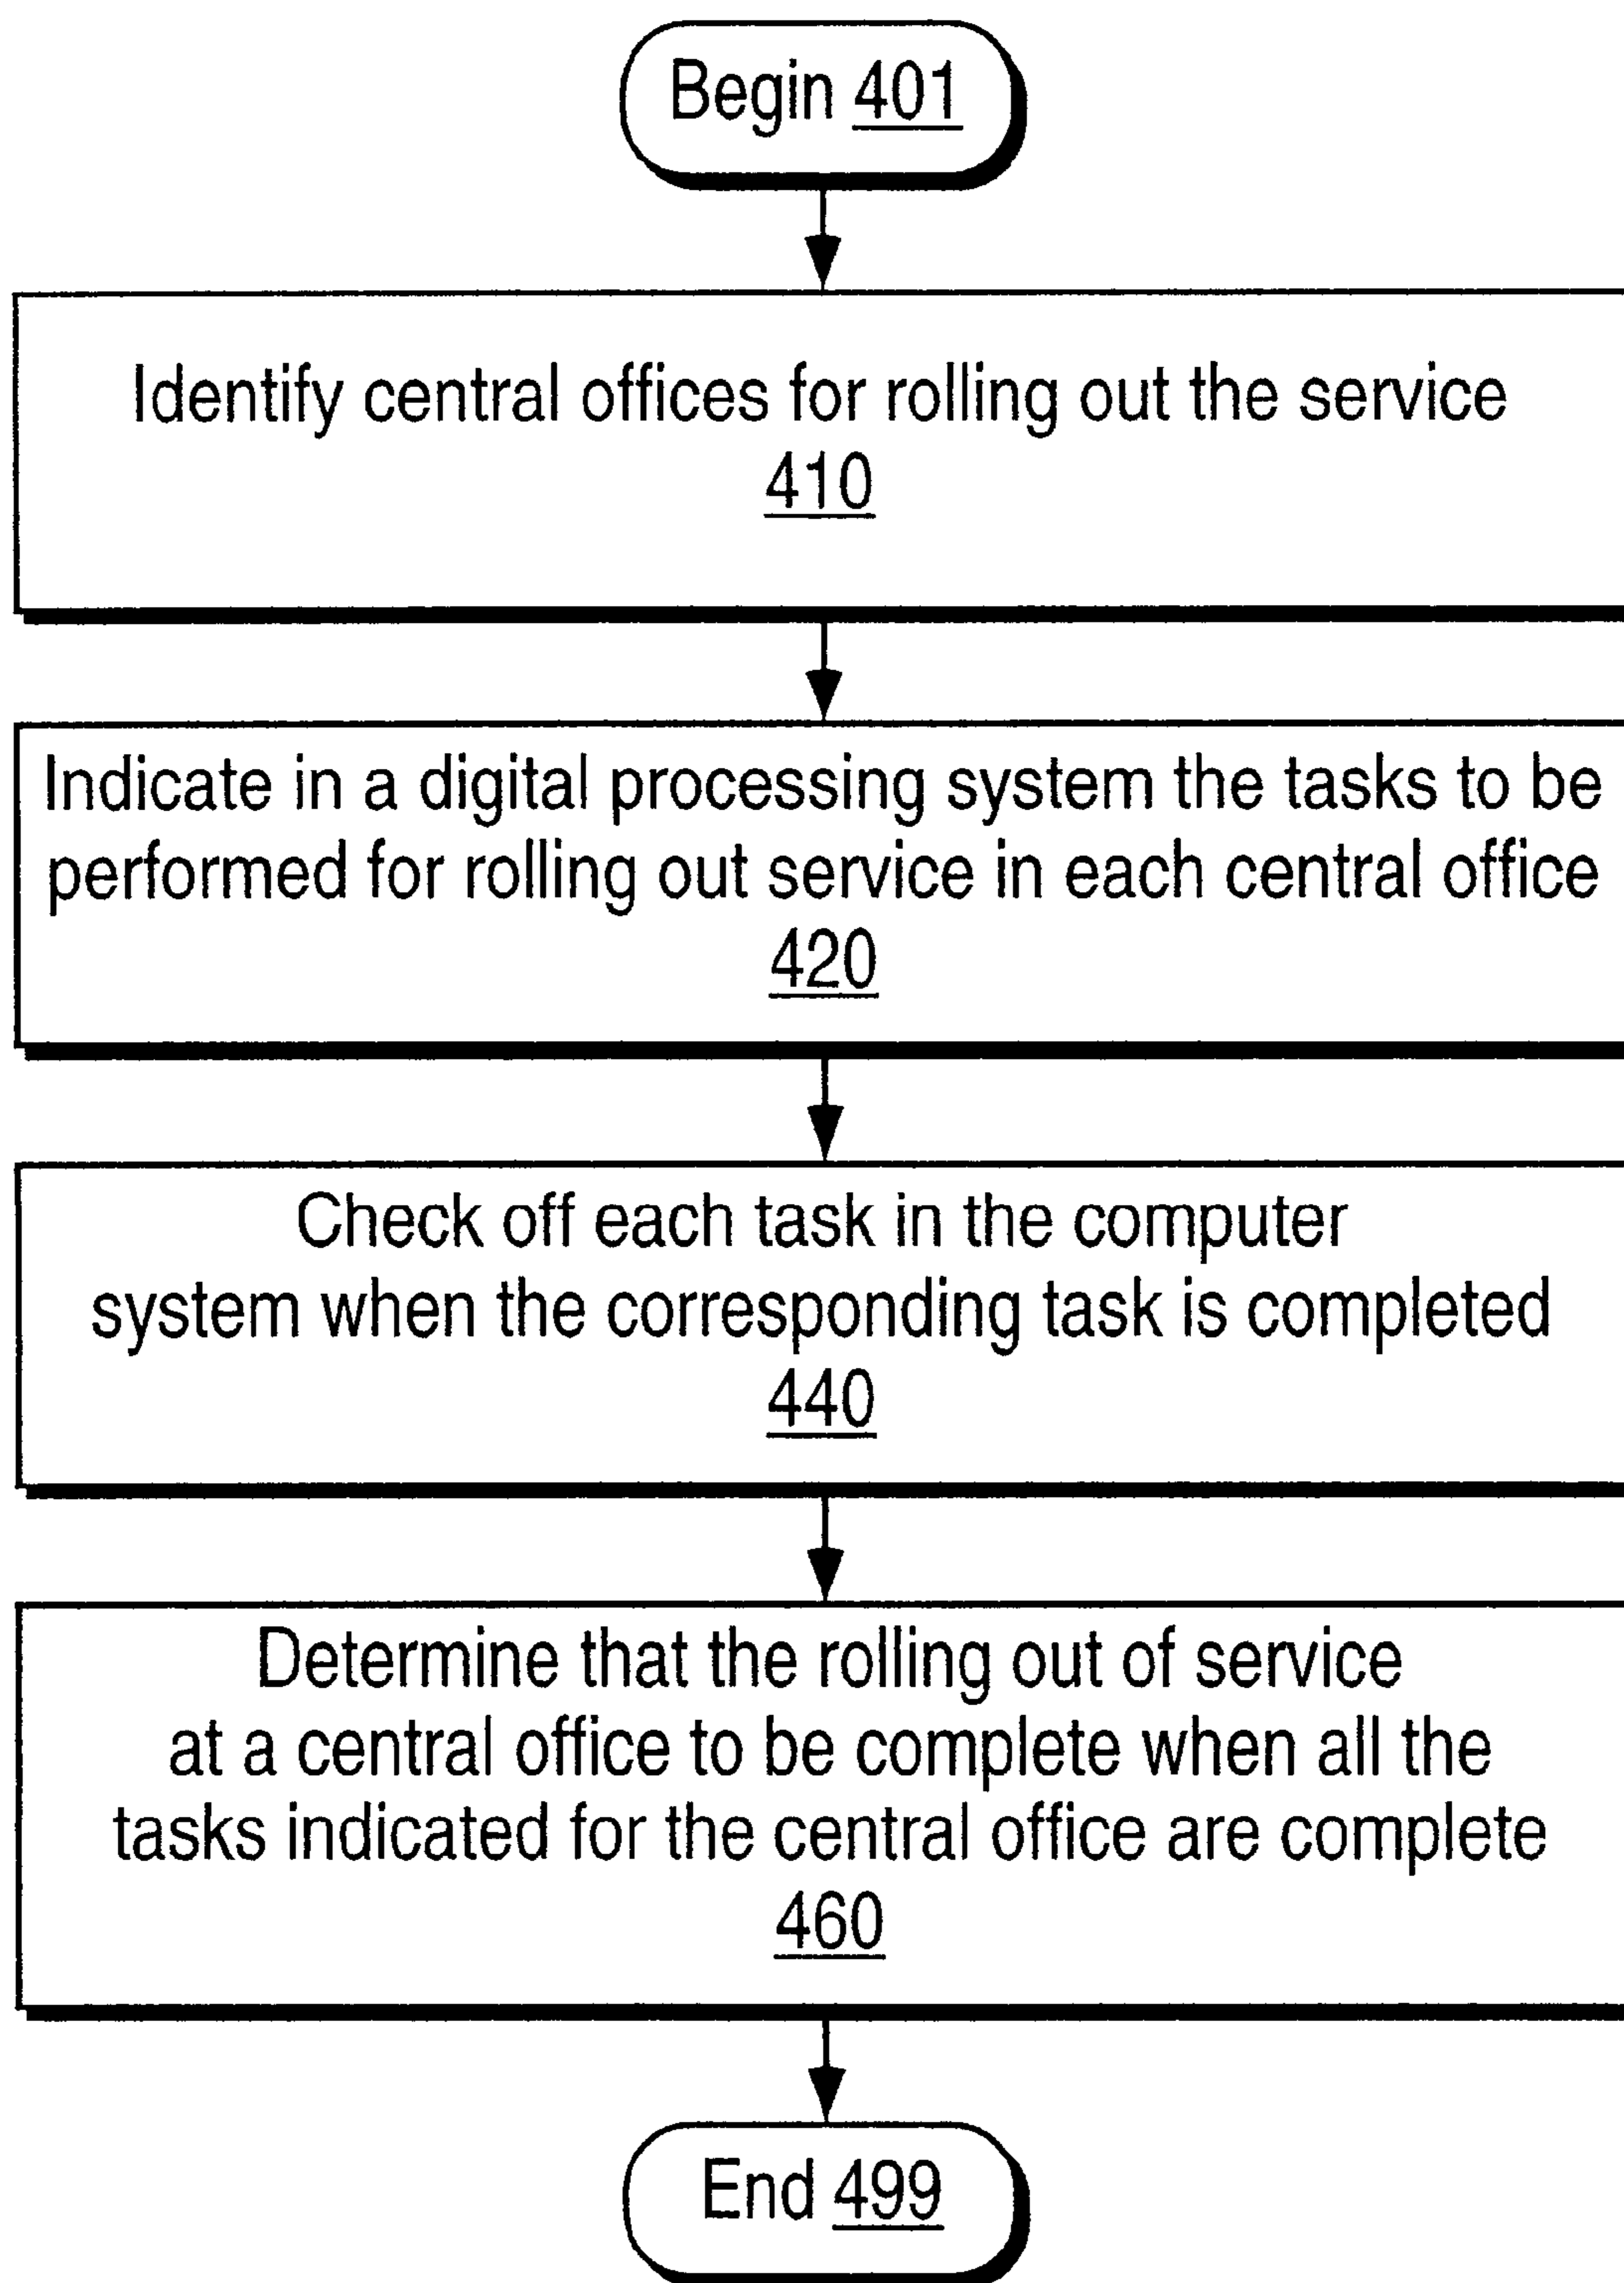 Begin 401
Identify central offices for rolling out the service
410
Indicate in a digital processing system the tasks to be
performed for rolling out service in each central office
420
Check off each task in the computer
system when the corresponding task is completed
440
Determine that the rolling out of service
at a central office to be complete when all the
tasks indicated for the central office are complete
460
End 499